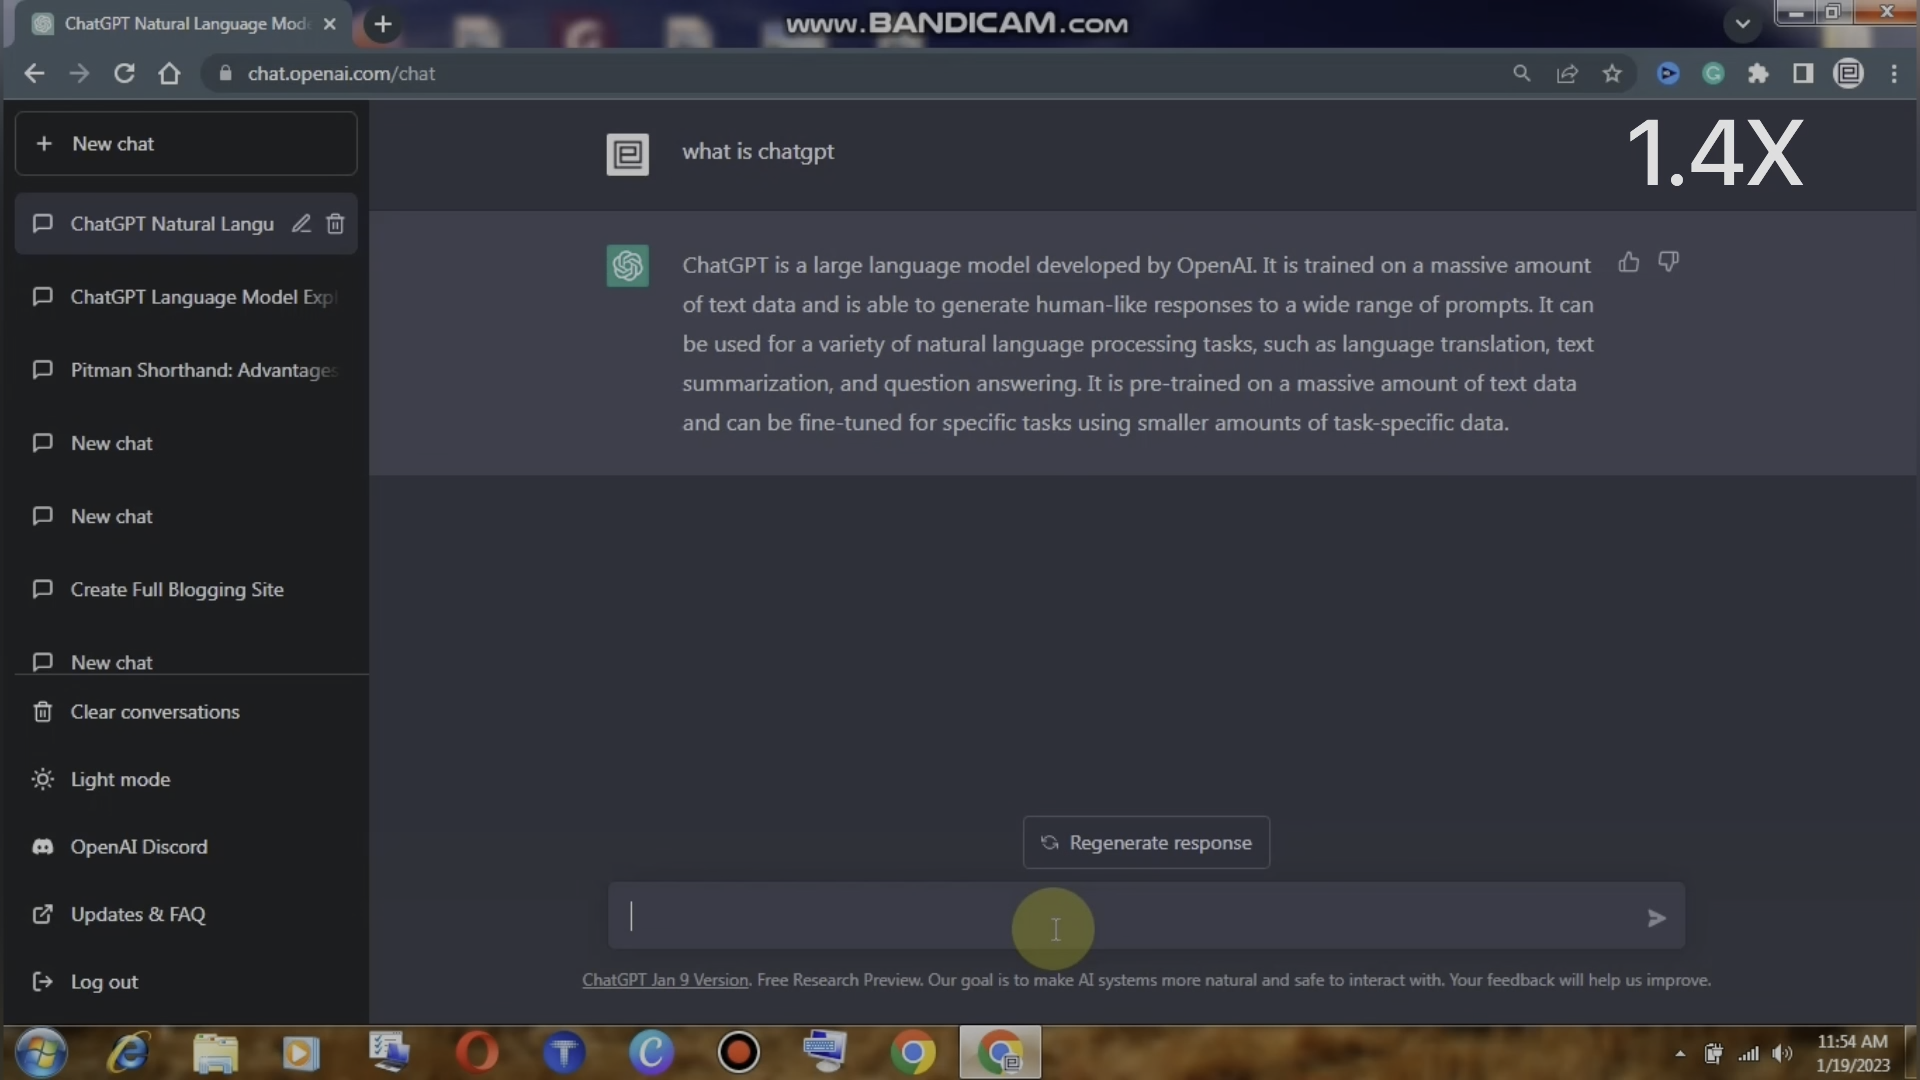 ChatGPT Natural Language Mod
www.BANDICAM.com
chat.openai.com/chat
1.4X
New chat
ChatGPT Natural Langu
ChatGPT Language Model Expl
Pitman Shorthand: Advantages
New chat
New chat
Create Full Blogging Site
New chat
Clear conversations
Light mode
OpenAI Discord
Updates & FAQ
Log out
what is chatgpt
ChatGPT is a large language model developed by OpenAI. It is trained on a massive amount
of text data and is able to generate human-like responses to a wide range of prompts. It can
be used for a variety of natural language processing tasks, such as language translation, text
summarization, and question answering. It is pre-trained on a massive amount of text data
and can be fine-tuned for specific tasks using smaller amounts of task-specific data.
Regenerate response
ChatGPT Jan 9 Version. Free Research Preview. Our goal is to make AI systems more natural and safe to interact with. Your feedback will help us improve.
11:54 AM
1/19/2023